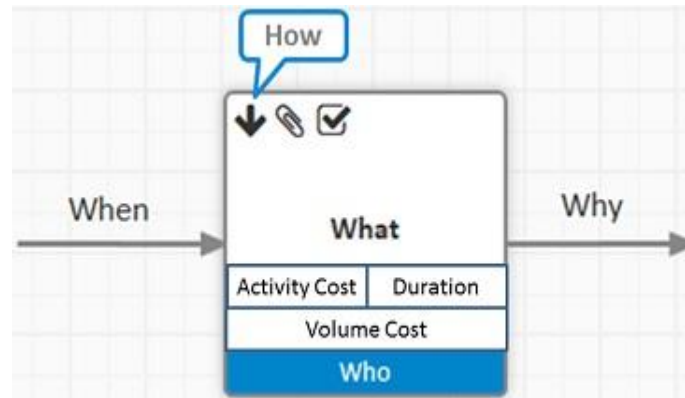 How
When
What
Why
Activity Cost
Duration
Volume Cost
Who